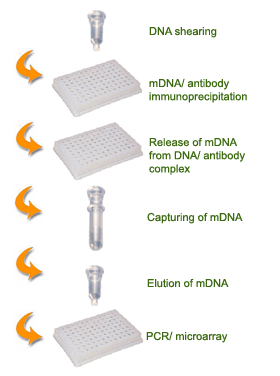 DNA shearing
mDNA/ antibody
immunoprecipitation
Release of mDNA
from DNA/ antibody
complex
Capturing of mDNA
Elution of mDNA
PCR/ microarray